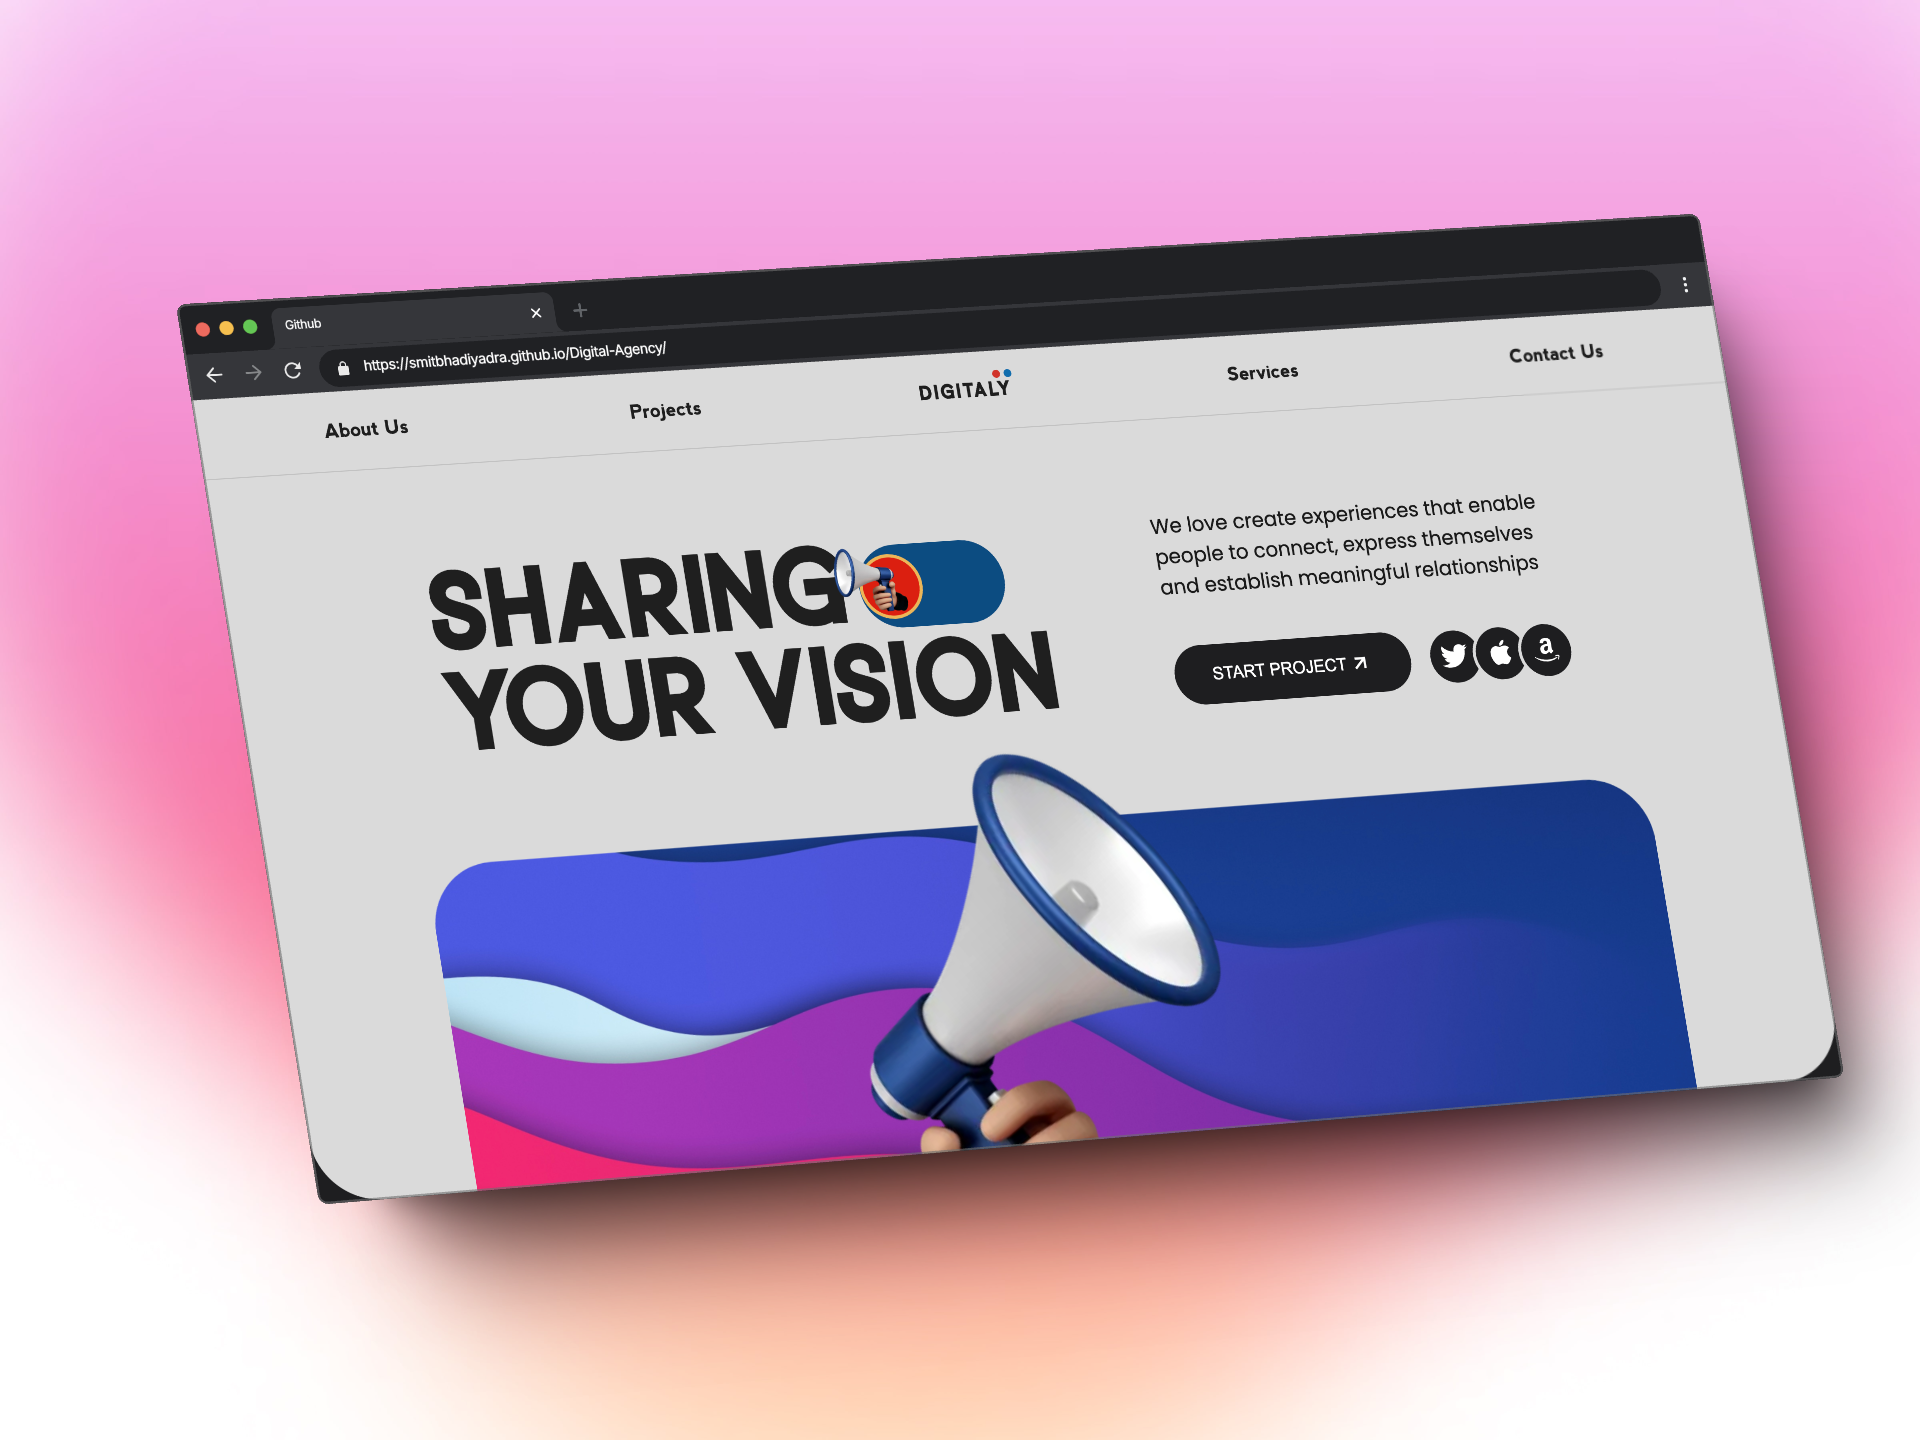 Github
https://smitbhadiyadra.github.io/Digital-Agency/
About Us
Projects
DIGITALY
Services
Contact Us
SHARING
YOUR VISION
We love create experiences that enable
people to connect, express themselves
and establish meaningful relationships
START PROJECT